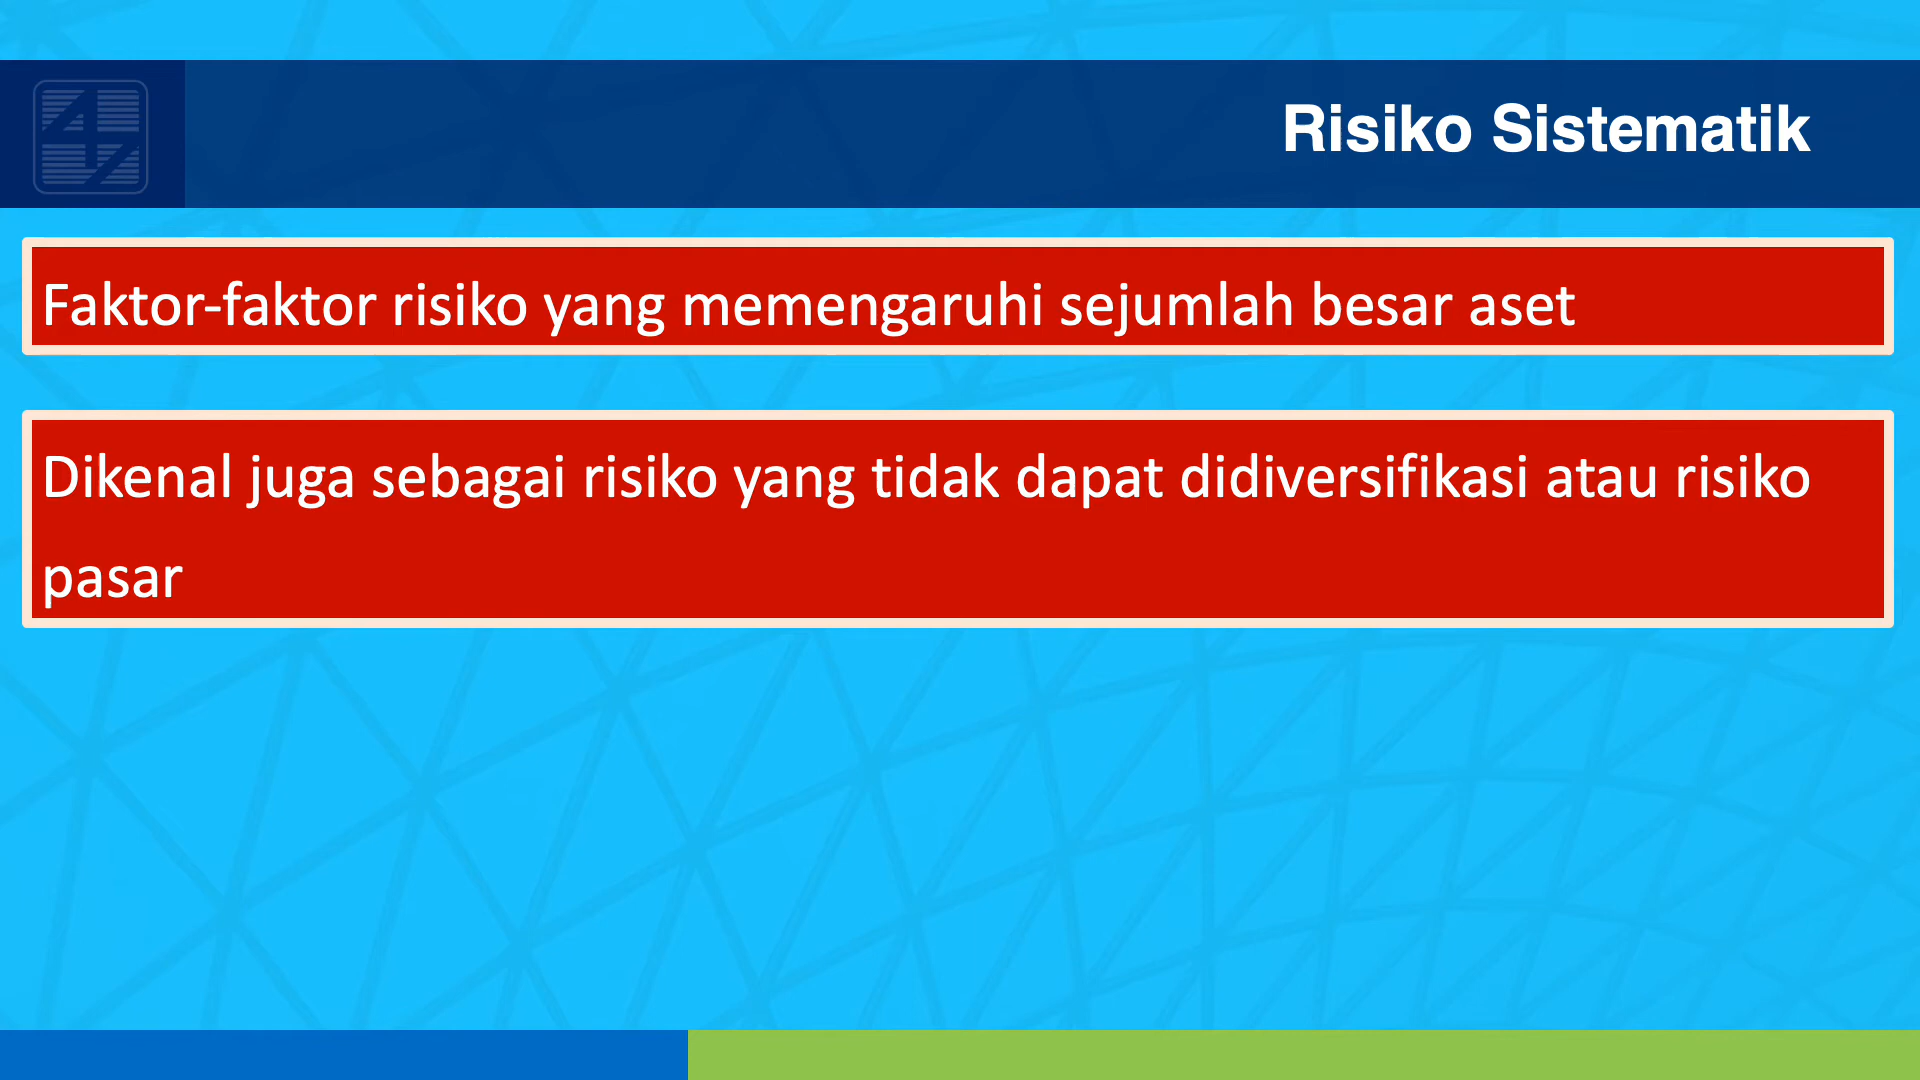 Risiko Sistematik
Faktor-faktor risiko yang memengaruhi sejumlah besar aset
Dikenal juga sebagai risiko yang tidak dapat didiversifikasi atau risiko
pasar